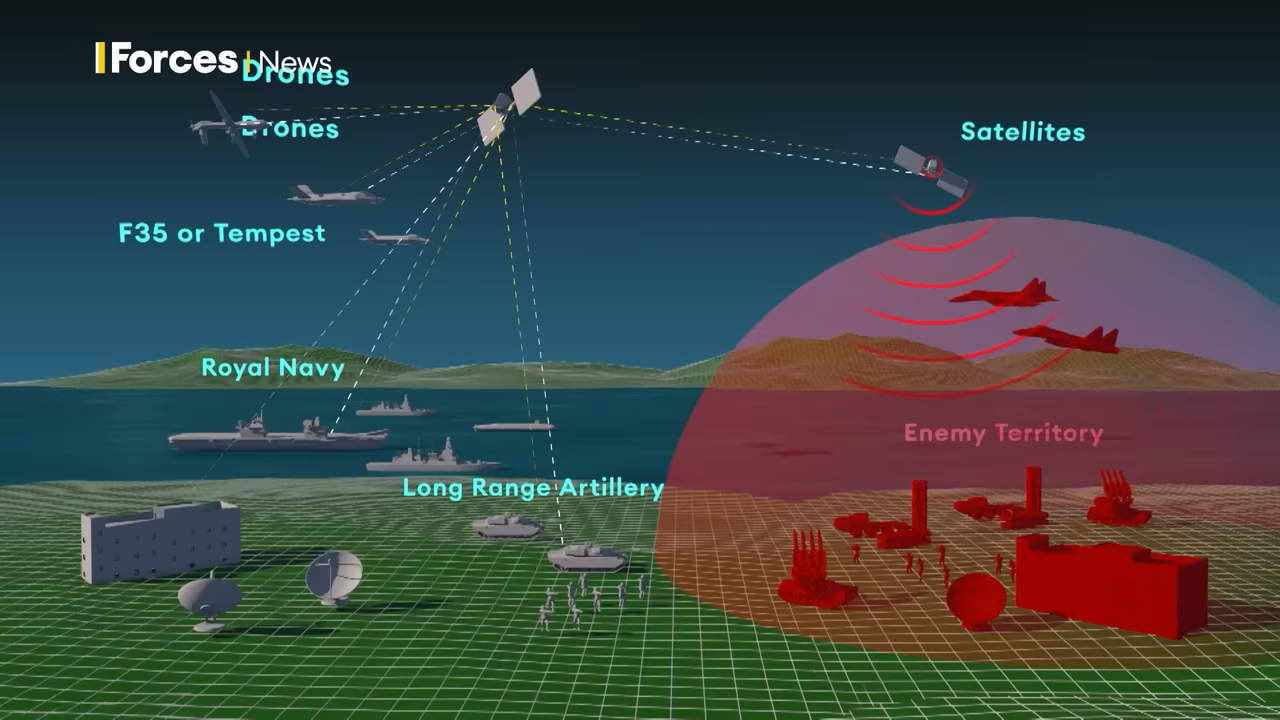 Forces News
Drones
Drones
Satellites
F35 or Tempest
Royal Navy
Enemy Territory
Long Range Artillery